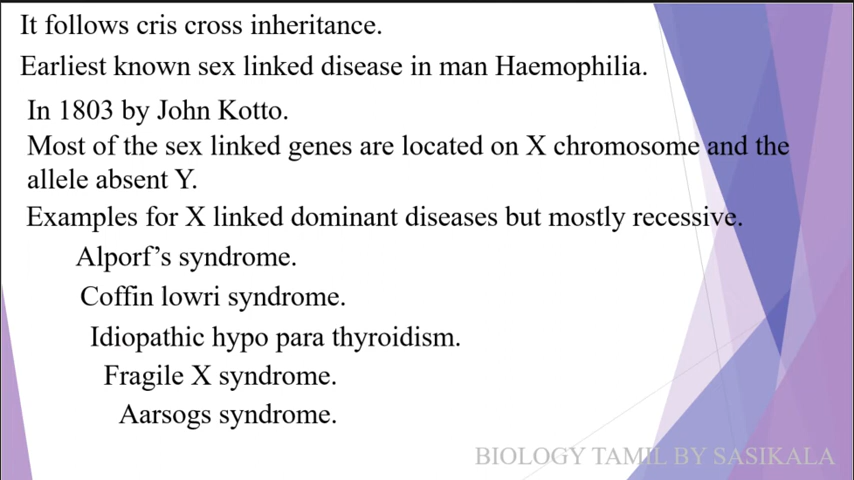 It follows cris cross inheritance.
Earliest known sex linked disease in man Haemophilia.
In 1803 by John Kotto.
Most of the sex linked genes are located on X chromosome and the
allele absent Y.
Examples for X linked dominant diseases but mostly recessive.
Alporf’s syndrome.
Coffin lowri syndrome.
Idiopathic hypo para thyroidism.
Fragile X syndrome.
Aarsogs syndrome.
BIOLOGY TAMIL BY SASIKALA